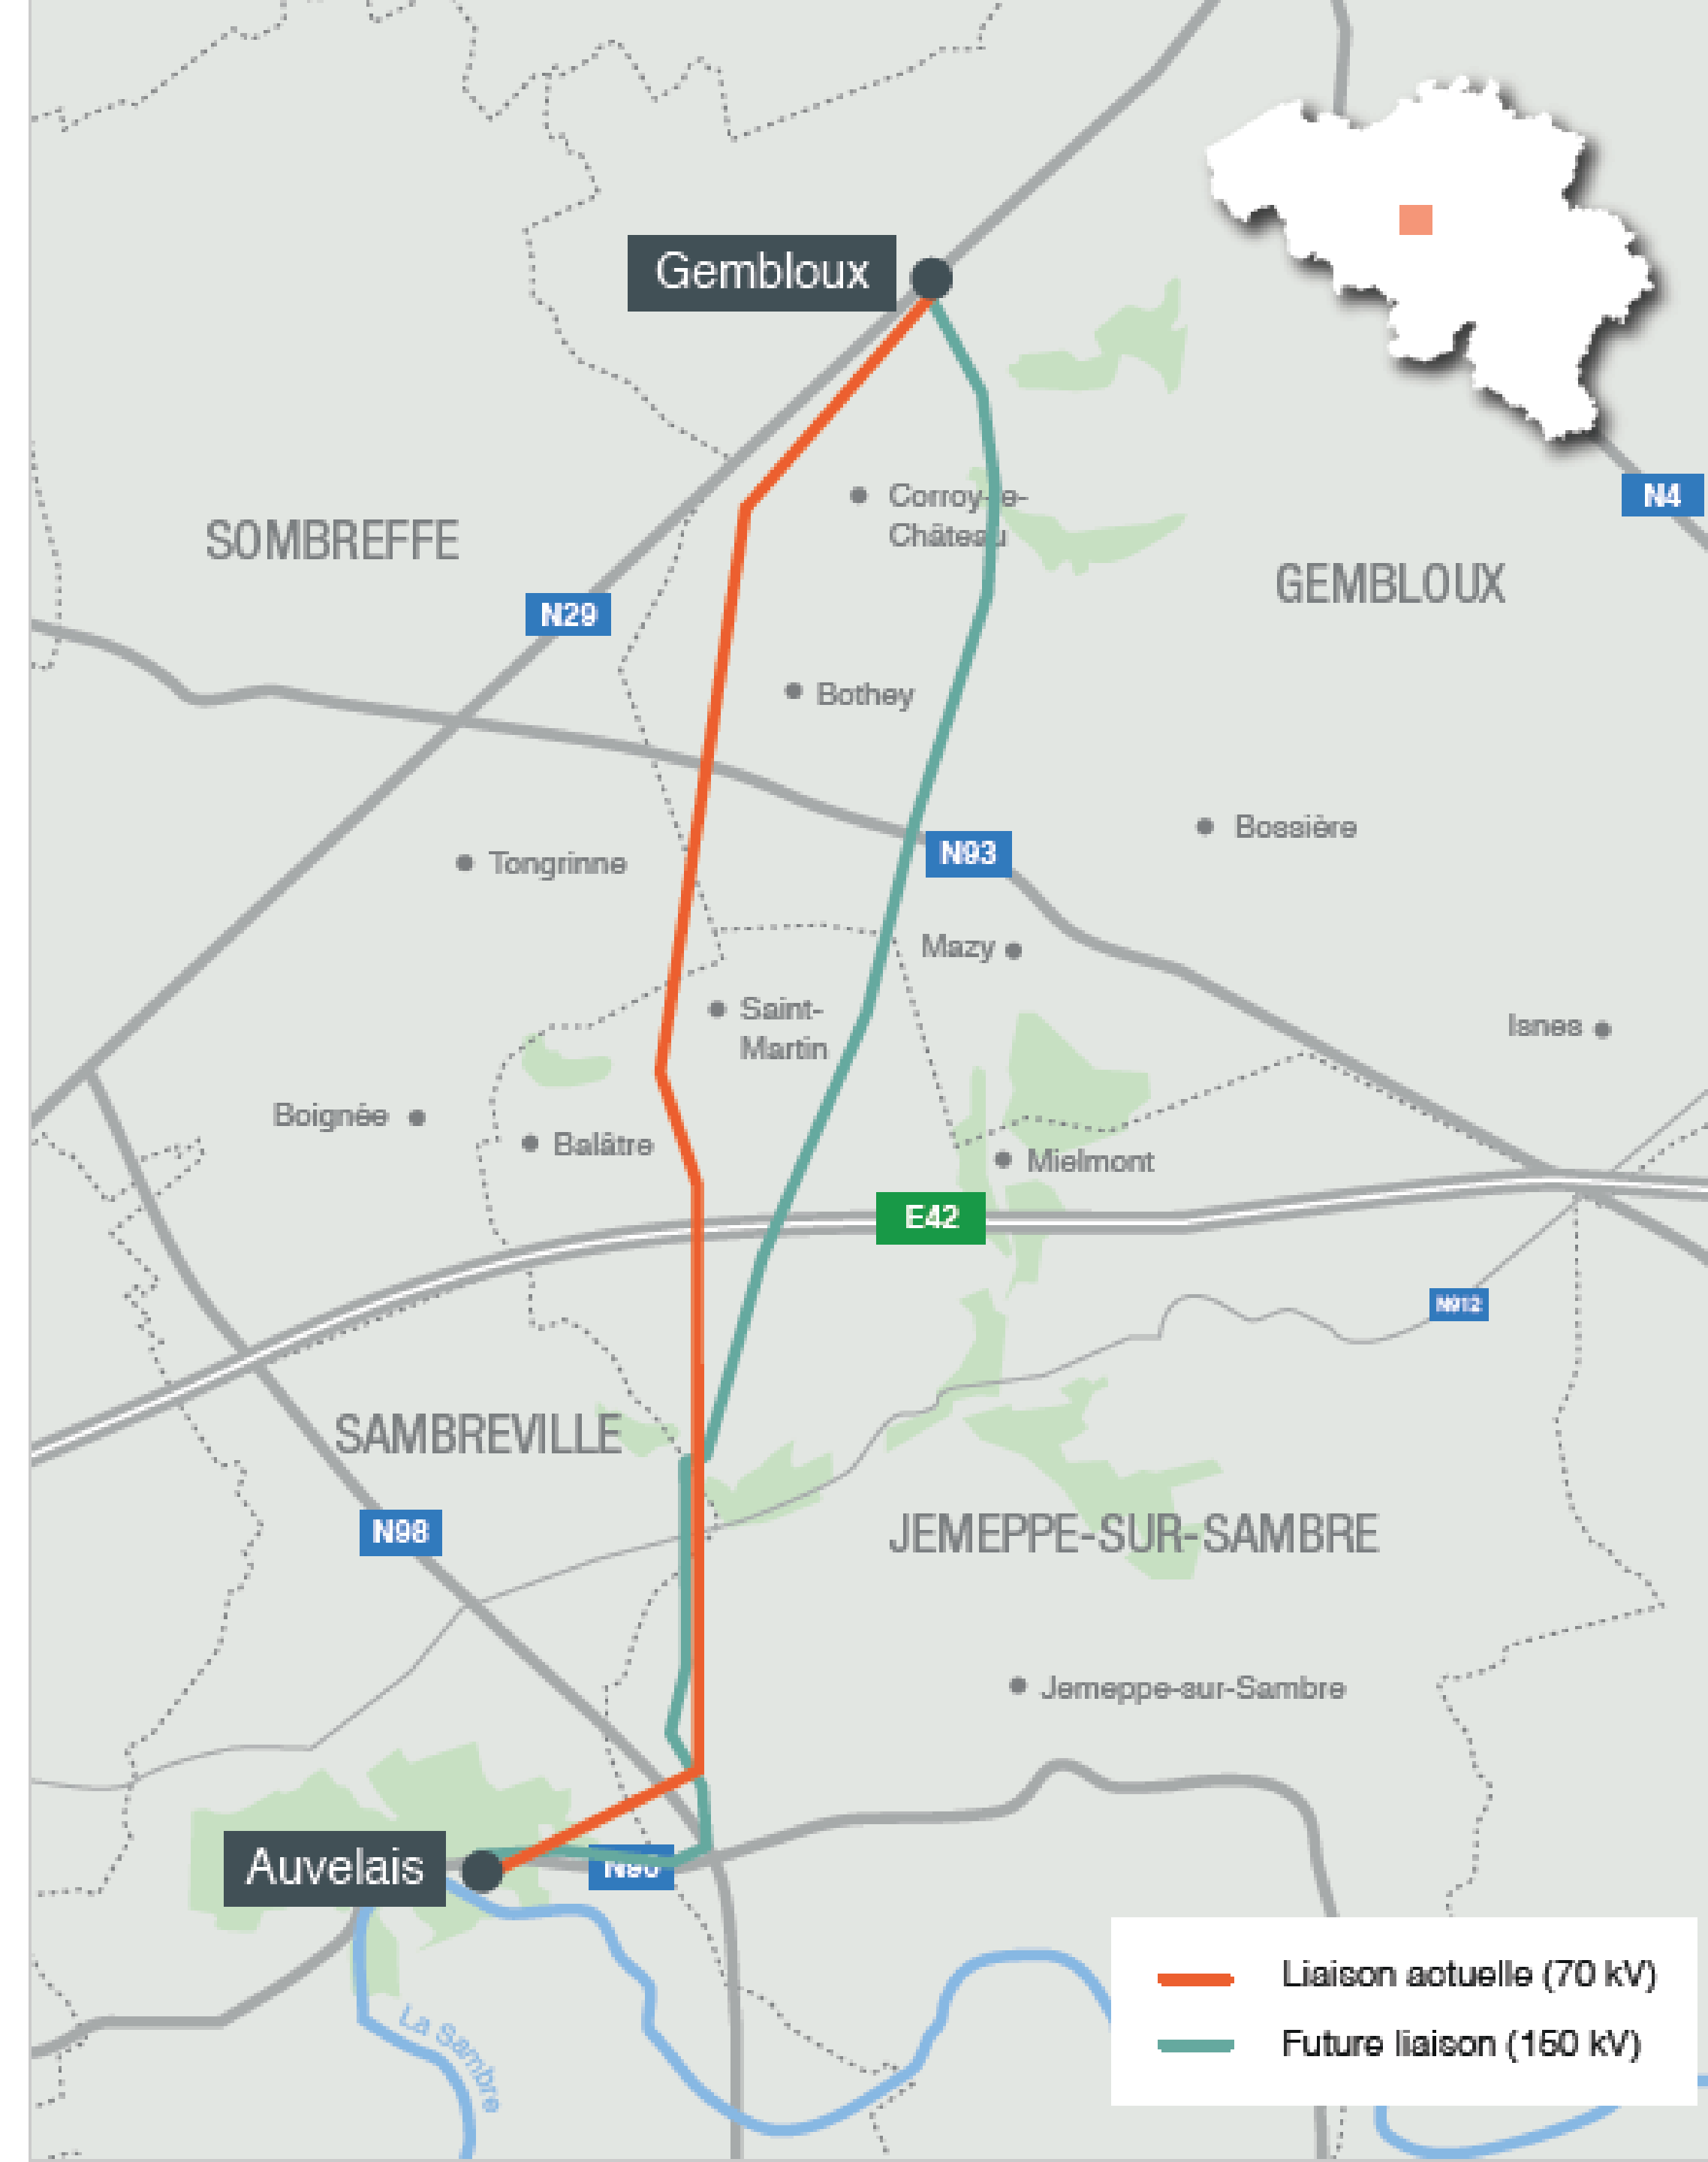 Gembloux
N4
Corroy-le-
Château
SOMBREFFE
GEMBLOUX
N29
Bothey
Bossière
N93
Tongrinne
Mazy
Saint-
Martin
Isnes
Boignée
Balâtre
Mielmont
E42
N912
SAMBREVILLE
N98
JEMEPPE-SUR-SAMBRE
Jemeppe-sur-Sambre
Auvelais
N90
La Sambre
Liaison actuelle (70 kV)
Future liaison (150 kV)